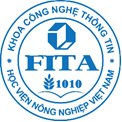 KHOA CÔNG NGHỆ THÔNG TIN
FITA
1010
HỌC VIỆN NÔNG NGHIỆP VIỆT NAM